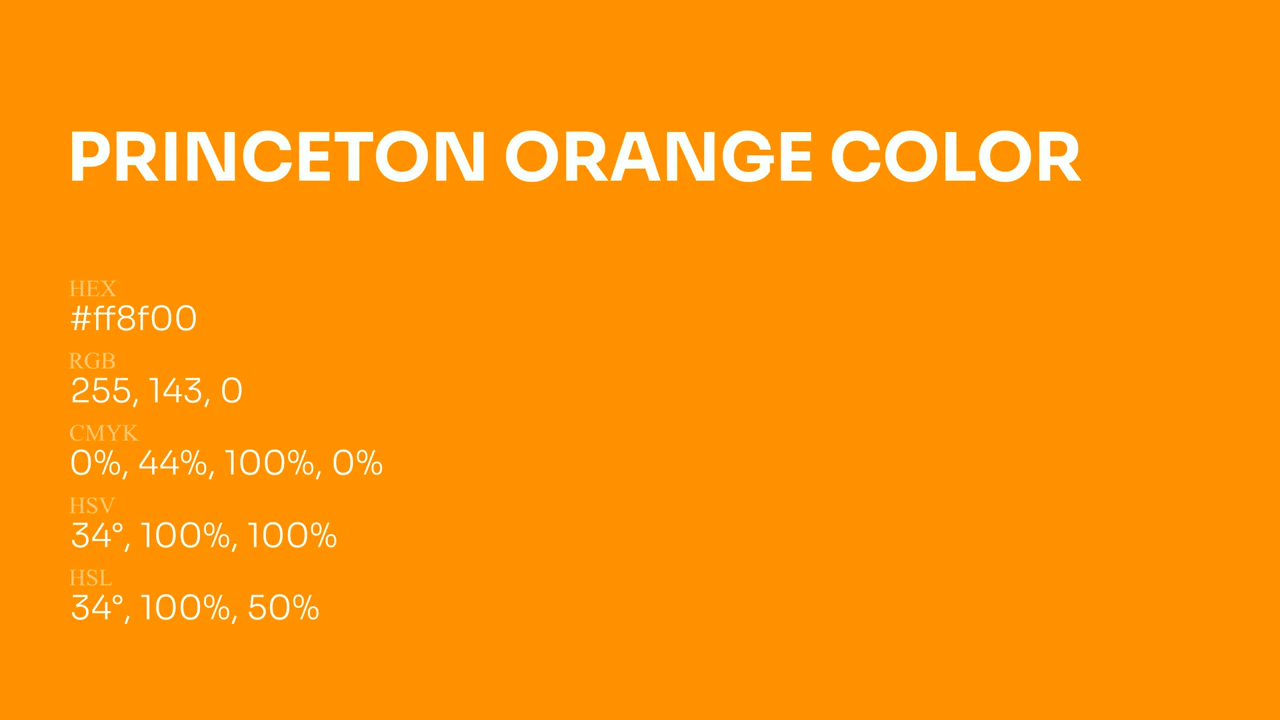 PRINCETON ORANGE COLOR
HEX
#ff8f00
RGB
255, 143, 0
CMYK
0%, 44%, 100%, 0%
HSV
34°, 100%, 100%
HSL
34°, 100%, 50%